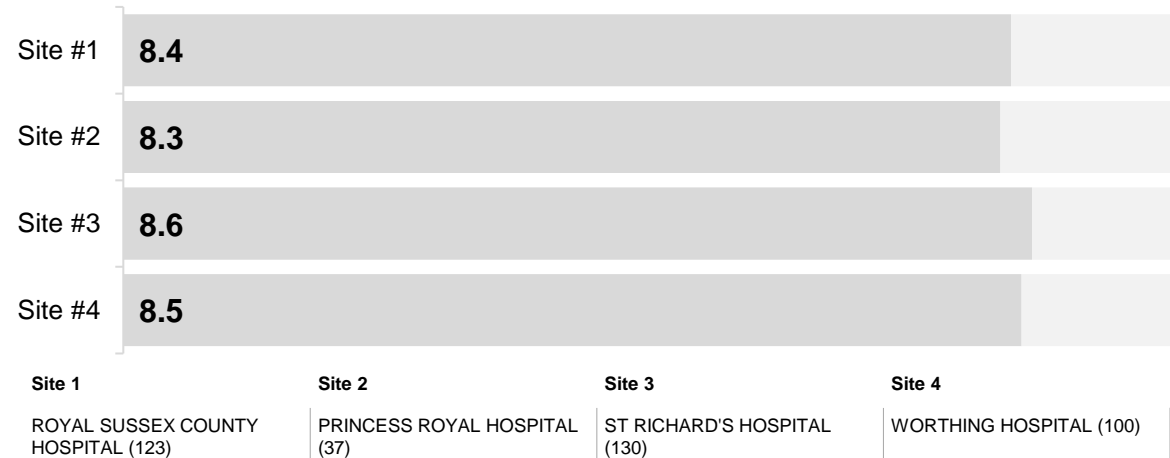 Site #1
8.4
Site #2
8.3
Site #3
8.6
Site #4
8.5
Site 1
ROYAL SUSSEX COUNTY
HOSPITAL (123)
Site 2
PRINCESS ROYAL HOSPITAL
(37)
Site 3
ST RICHARD'S HOSPITAL
(130)
Site 4
WORTHING HOSPITAL (100)